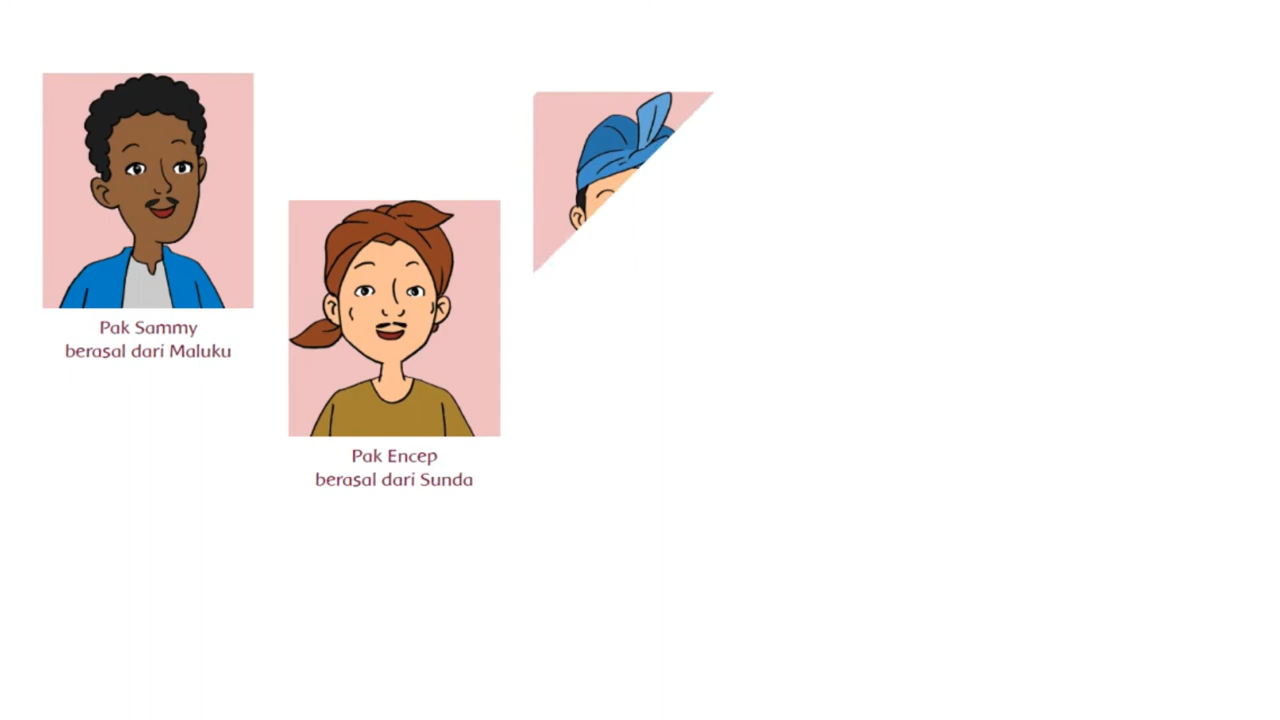 Pak Sammy
berasal dari Maluku
Pak Encep
berasal dari Sunda